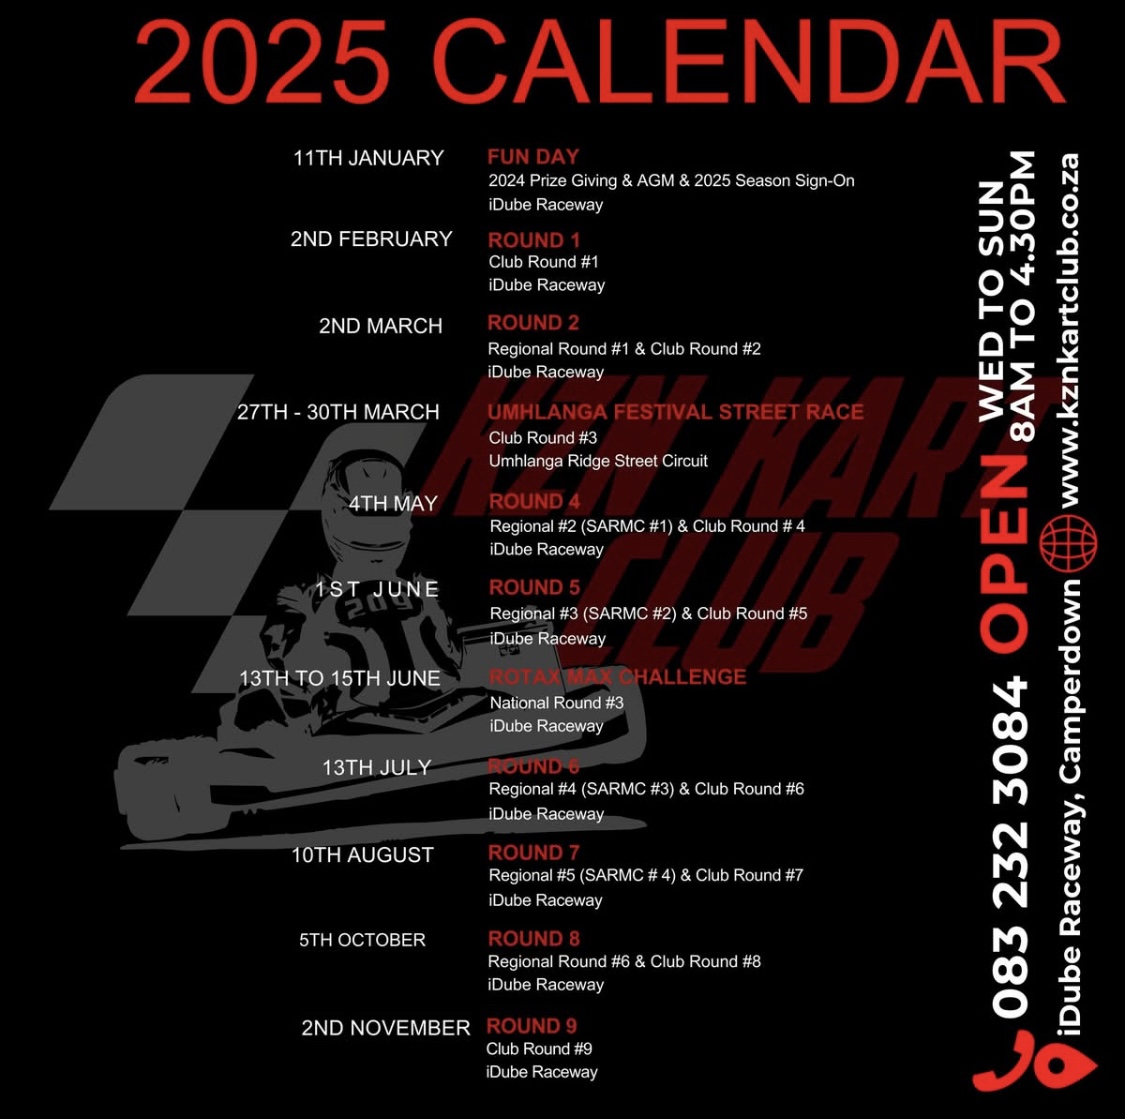 2025 CALENDAR
11TH JANUARY
FUN DAY
2024 Prize Giving & AGM & 2025 Season Sign-On
iDube Raceway
2ND FEBRUARY
ROUND 1
Club Round #1
iDube Raceway
2ND MARCH
ROUND 2
Regional Round #1 & Club Round #2
iDube Raceway
27TH - 30TH MARCH
UMHLANGA FESTIVAL STREET RACE
Club Round #3
Umhlanga Ridge Street Circuit
4TH MAY
ROUND 4
Regional #2 (SARMC #1) & Club Round # 4
iDube Raceway
1ST JUNE
ROUND 5
Regional #3 (SARMC #2) & Club Round #5
iDube Raceway
13TH TO 15TH JUNE
ROTAX MAX CHALLENGE
National Round #3
iDube Raceway
13TH JULY
ROUND 6
Regional #4 (SARMC #3) & Club Round #6
iDube Raceway
10TH AUGUST
ROUND 7
Regional #5 (SARMC # 4) & Club Round #7
iDube Raceway
5TH OCTOBER
ROUND 8
Regional Round #6 & Club Round #8
iDube Raceway
2ND NOVEMBER
ROUND 9
Club Round #9
iDube Raceway
KZN KART
CLUB
209
083 232 3084 OPEN
WED TO SUN
8AM TO 4.30PM
iDube Raceway, Camperdown
www.kznkartclub.co.za